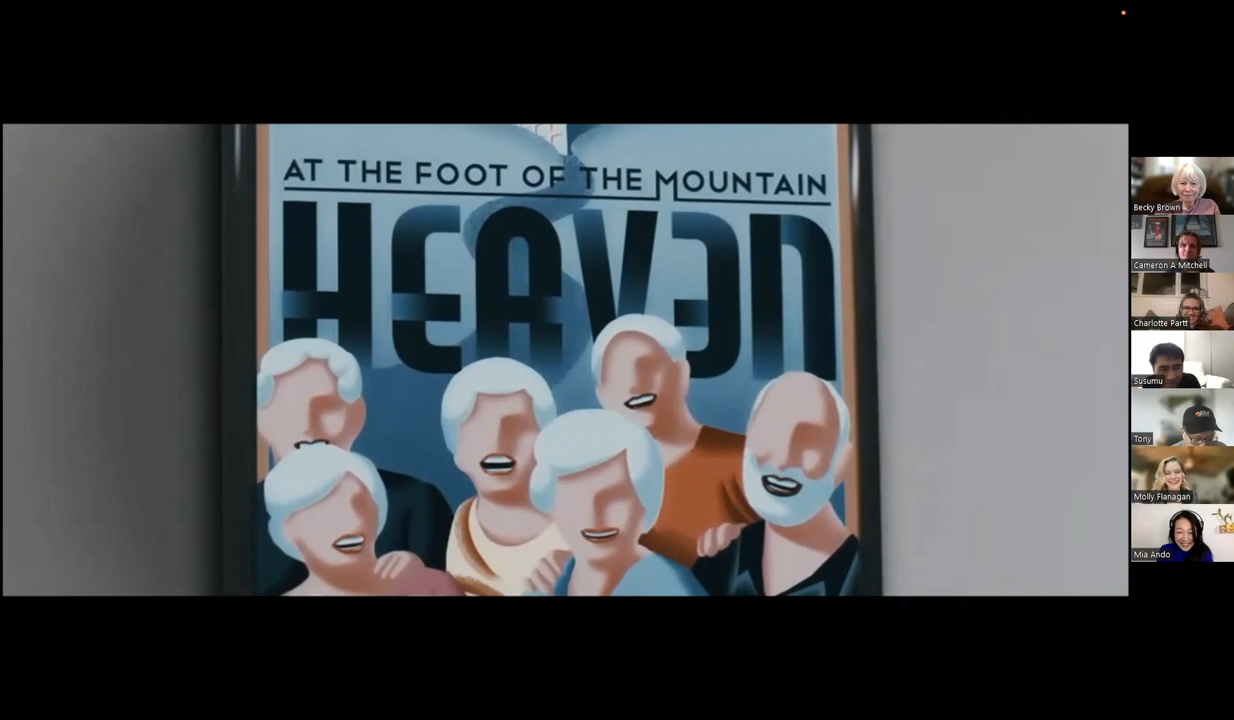 AT THE FOOT OF THE MOUNTAIN
HEAVEN
Becky Brown
Cameron A Mitchell
Charlotte Partt
Susumu
Tony
Molly Flanagan
Mia Ando